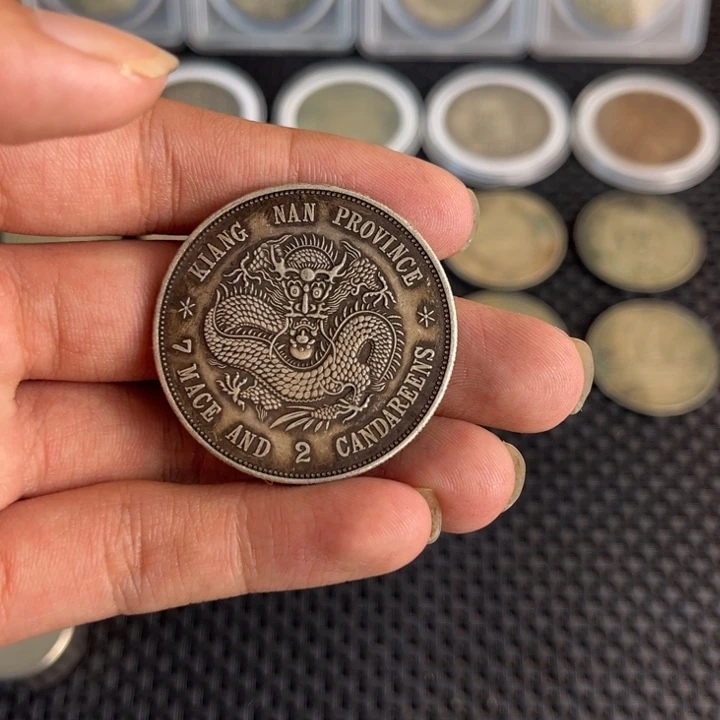 KIANG NAN PROVINCE
7 MACE AND 2 CANDAREENS